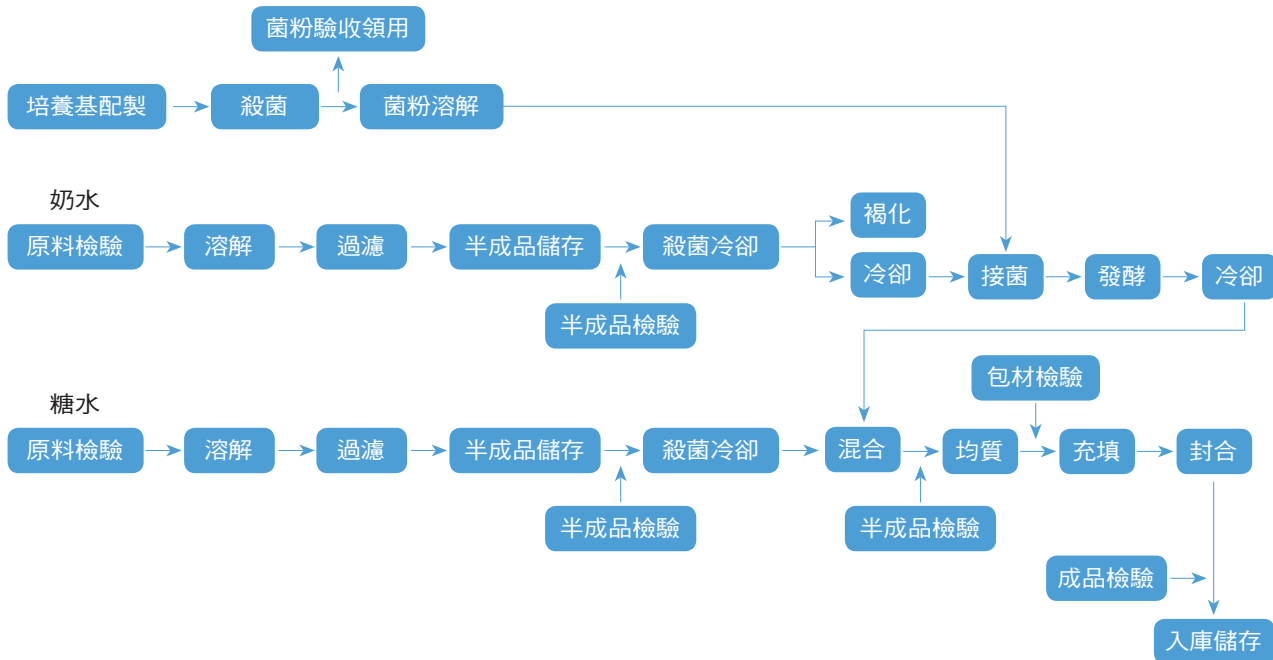 菌粉驗收領用
培養基配製
殺菌
菌粉溶解
奶水
原料檢驗
溶解
過濾
半成品儲存
殺菌冷卻
褐化
冷卻
接菌
發酵
冷卻
半成品檢驗
包材檢驗
糖水
原料檢驗
溶解
過濾
半成品儲存
殺菌冷卻
混合
均質
充填
封合
半成品檢驗
半成品檢驗
成品檢驗
入庫儲存